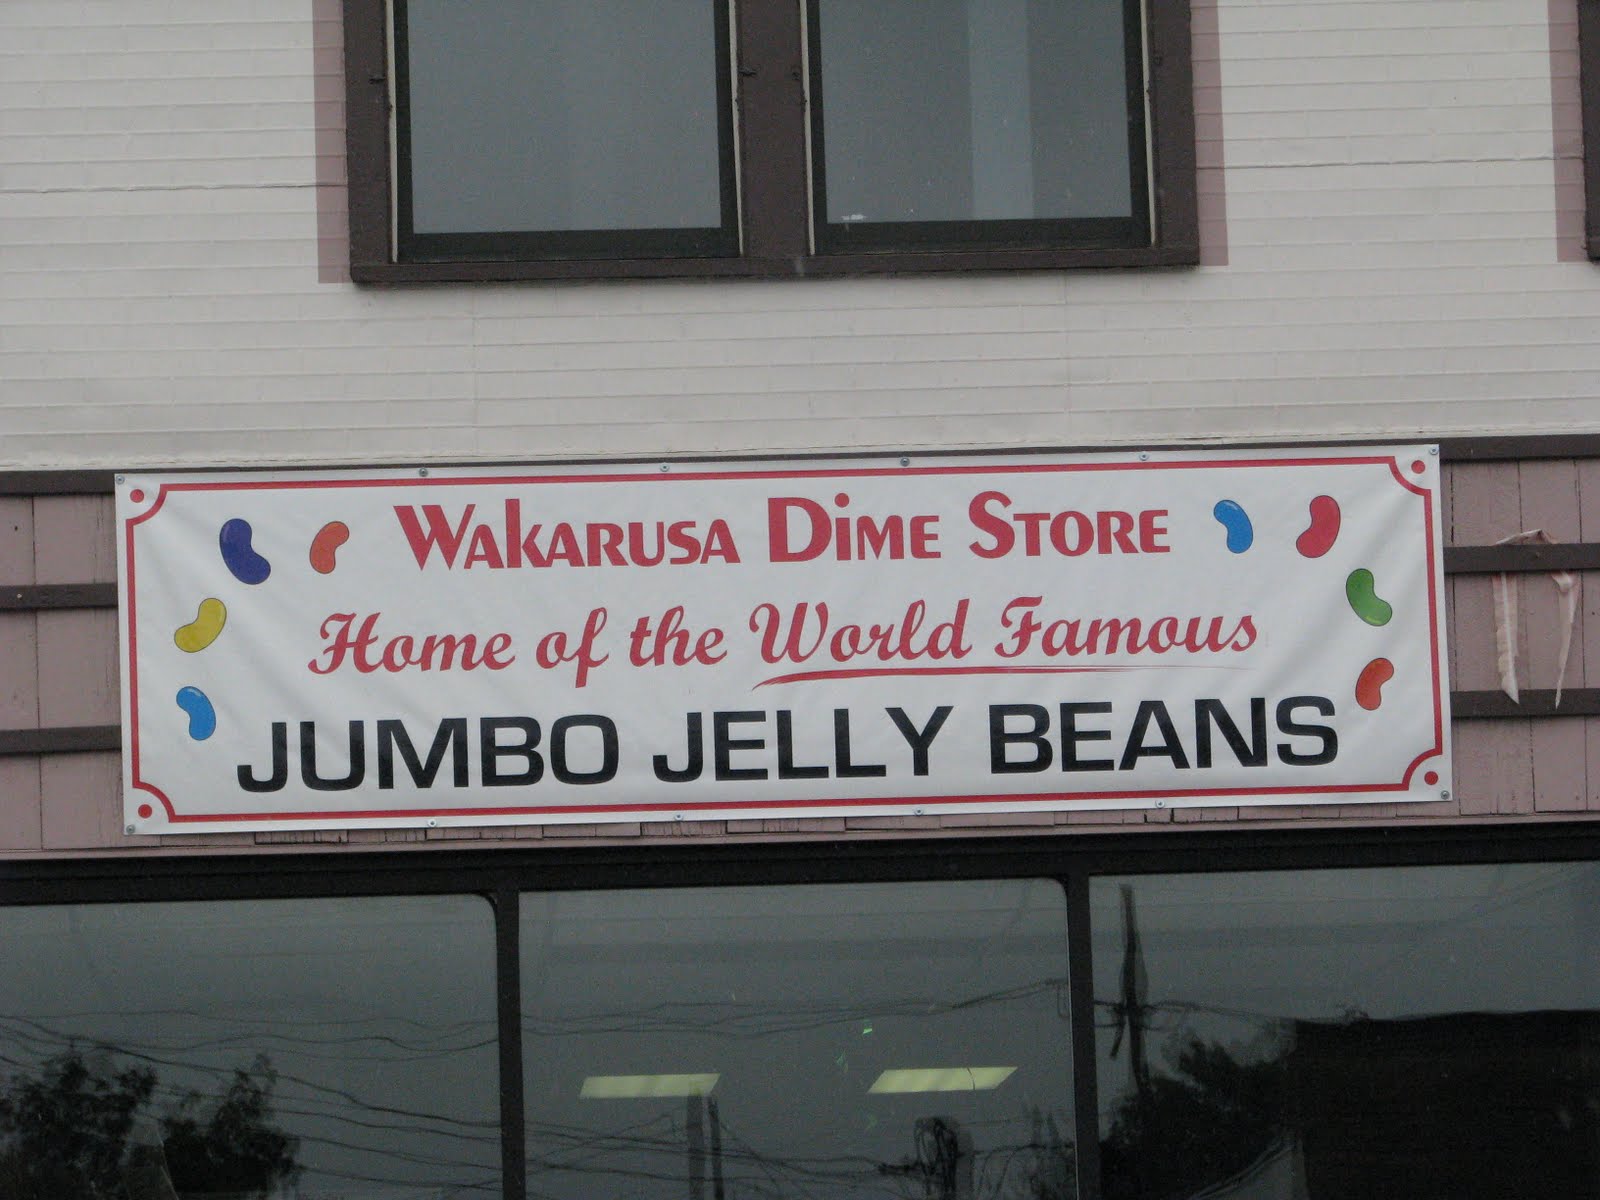 WAKARUSA DIME STORE
Home of the World Famous
JUMBO JELLY BEANS